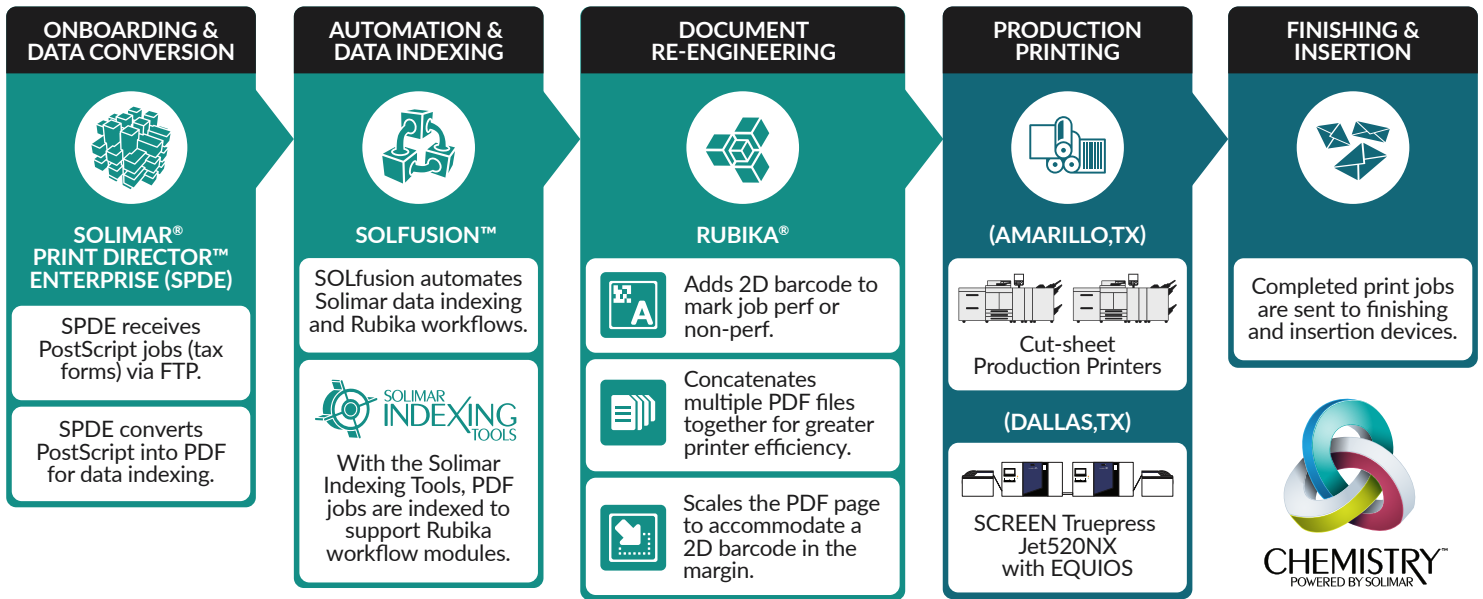 ONBOARDING &
DATA CONVERSION
SOLIMAR®
PRINT DIRECTOR™
ENTERPRISE (SPDE)
SPDE receives
PostScript jobs (tax
forms) via FTP.
SPDE converts
PostScript into PDF
for data indexing.
AUTOMATION &
DATA INDEXING
SOLFUSION™
SOLfusion automates
Solimar data indexing
and Rubika workflows.
SOLIMAR
INDEXING
TOOLS
With the Solimar
Indexing Tools, PDF
jobs are indexed to
support Rubika
workflow modules.
DOCUMENT
RE-ENGINEERING
RUBIKA®
A
Adds 2D barcode to
mark job perf or
non-perf.
Concatenates
multiple PDF files
together for greater
printer efficiency.
Scales the PDF page
to accommodate a
2D barcode in the
margin.
PRODUCTION
PRINTING
(AMARILLO,TX)
Cut-sheet
Production Printers
(DALLAS,TX)
SCREEN Truepress
Jet520NX
with EQUIOS
FINISHING &
INSERTION
Completed print jobs
are sent to finishing
and insertion devices.
CHEMISTRY™
POWERED BY SOLIMAR